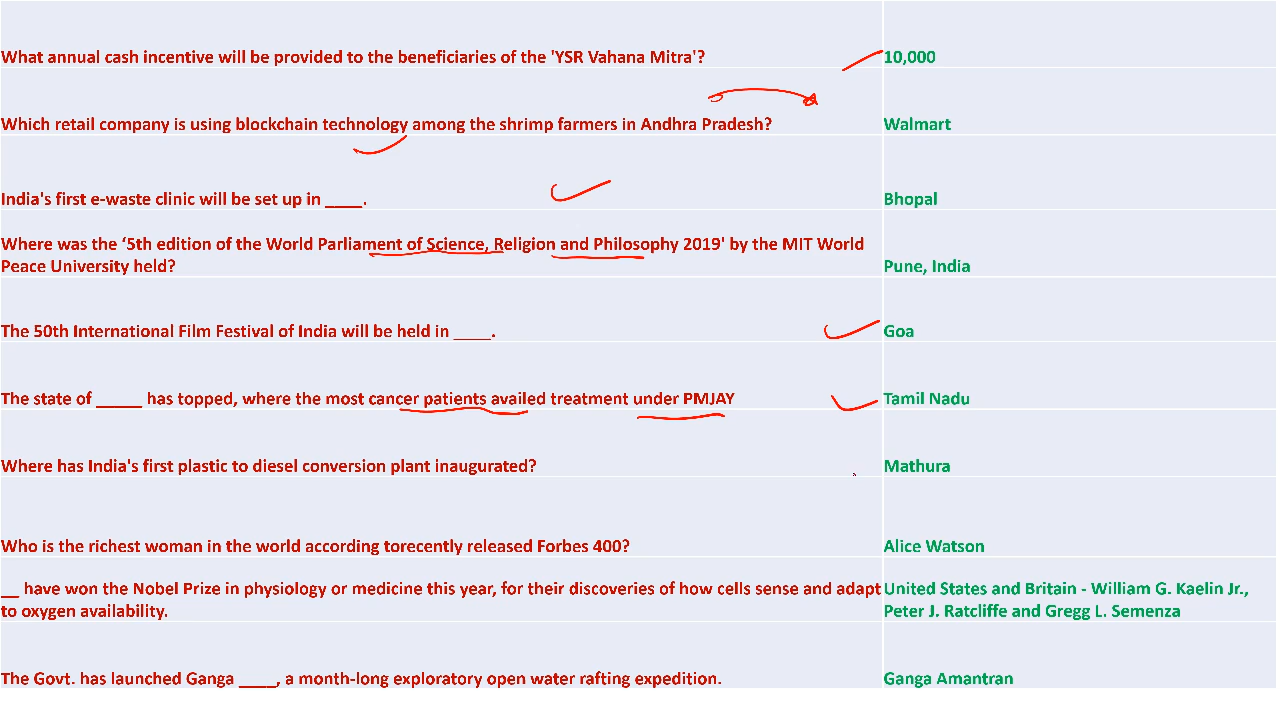 What annual cash incentive will be provided to the beneficiaries of the 'YSR Vahana Mitra'? 10,000
Which retail company is using blockchain technology among the shrimp farmers in Andhra Pradesh? Walmart
India's first e-waste clinic will be set up in ____. Bhopal
Where was the ‘5th edition of the World Parliament of Science, Religion and Philosophy 2019' by the MIT World
Peace University held? Pune, India
The 50th International Film Festival of India will be held in ____. Goa
The state of _____ has topped, where the most cancer patients availed treatment under PMJAY Tamil Nadu
Where has India's first plastic to diesel conversion plant inaugurated? Mathura
Who is the richest woman in the world according torecently released Forbes 400? Alice Watson
__ have won the Nobel Prize in physiology or medicine this year, for their discoveries of how cells sense and adapt United States and Britain - William G. Kaelin Jr.,
to oxygen availability. Peter J. Ratcliffe and Gregg L. Semenza
The Govt. has launched Ganga ____, a month-long exploratory open water rafting expedition. Ganga Amantran